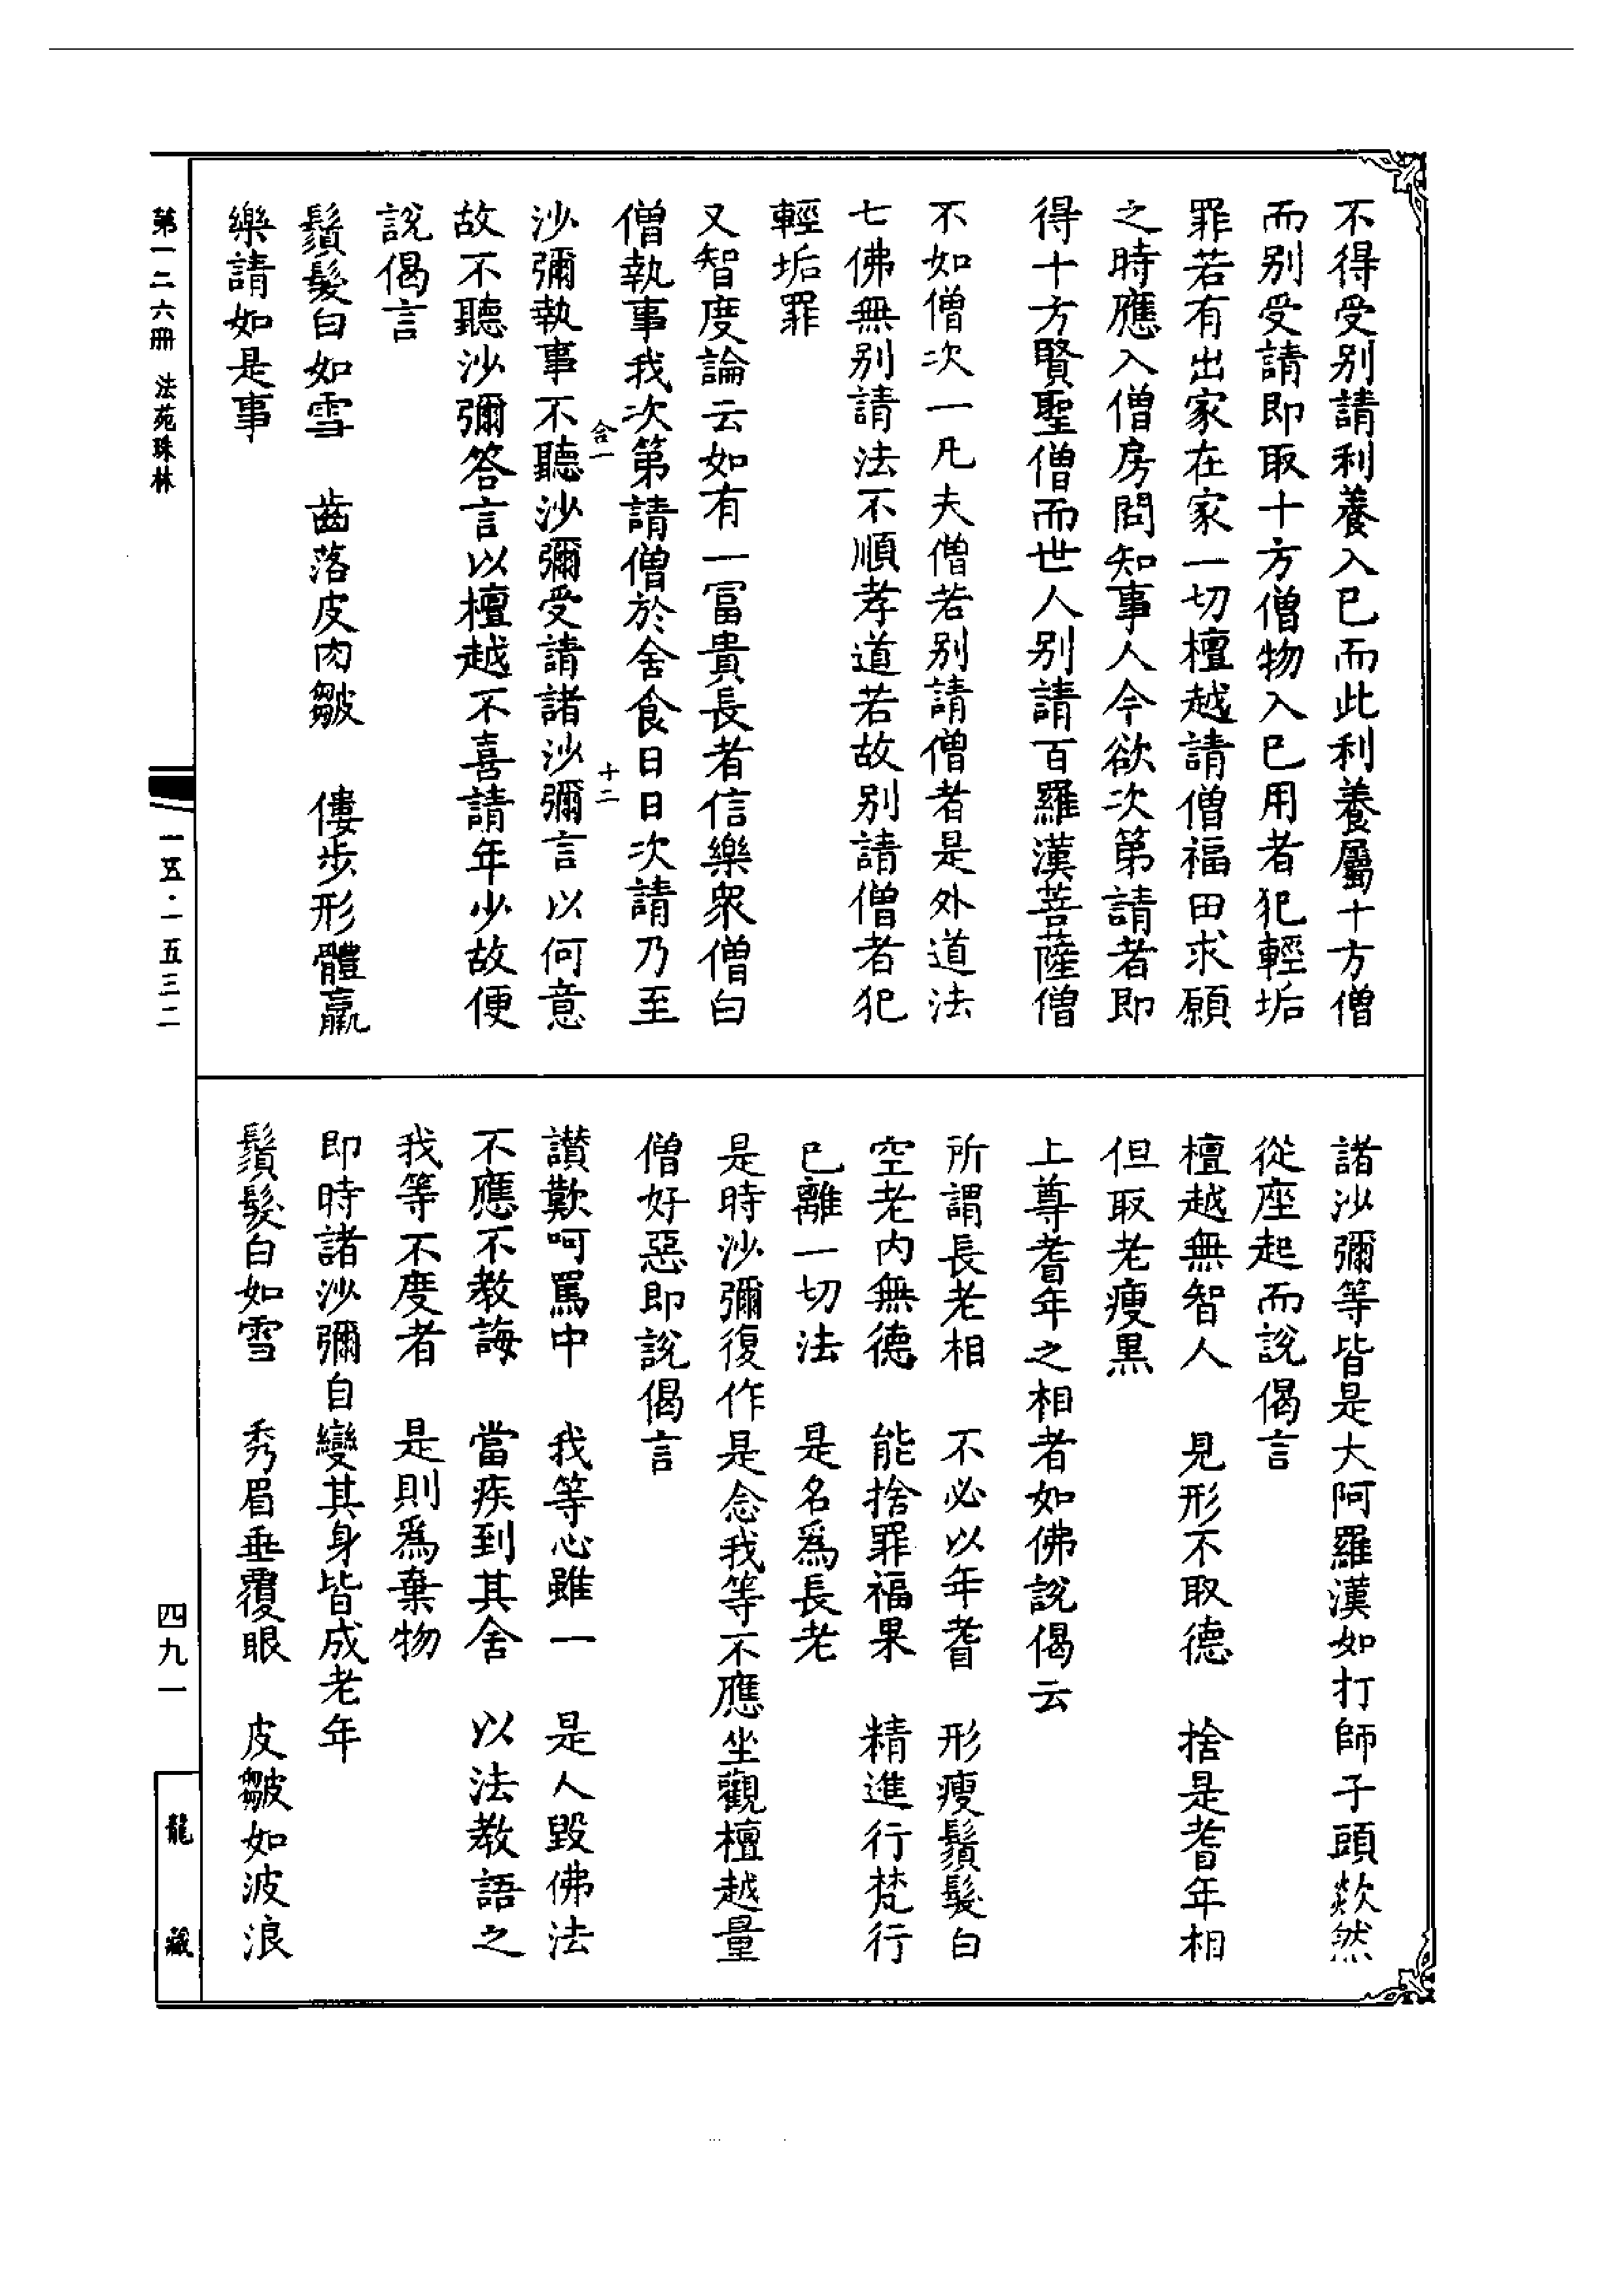 不得受别請利養入已而此利養屬十方僧
而别受請即取十方僧物入已用者犯輕垢
罪若有出家在家一切檀越請僧福田求願
之時應入僧房問知事人今欲次第請者即
得十方賢聖僧而世人别請百羅漢菩薩僧
不如僧次一凡夫僧若别請僧者是外道法
七佛無别請法不順孝道若故别請僧者犯
輕垢罪
又智度論云如有一富貴長者信樂衆僧白
僧執事我次第請僧於舍食日日次請乃至
合一
十二
沙彌執事不聽沙彌受請諸沙彌言以何意
故不聽沙彌答言以檀越不喜請年少故便
說偈言
鬚髮白如雪　齒落皮肉皺　僂步形體羸
樂請如是事
諸沙彌等皆是大阿羅漢如打師子頭欻然
從座起而說偈言
檀越無智人　見形不取德　捨是耆年相
但取老瘦黑
上尊耆年之相者如佛說偈云
所謂長老相　不必以年耆　形瘦鬚髮白
空老内無德　能捨罪福果　精進行梵行
已離一切法　是名爲長老
是時沙彌復作是念我等不應坐觀檀越量
僧好惡即說偈言
讃歎呵罵中　我等心雖一　是人毀佛法
不應不教誨　當疾到其舍　以法教語之
我等不度者　是則爲棄物
即時諸沙彌自變其身皆成老年
鬚髮白如雪　秀眉垂覆眼　皮皺如波浪
第一二六冊　法苑珠林
一五·一五三二
四九一
龍藏